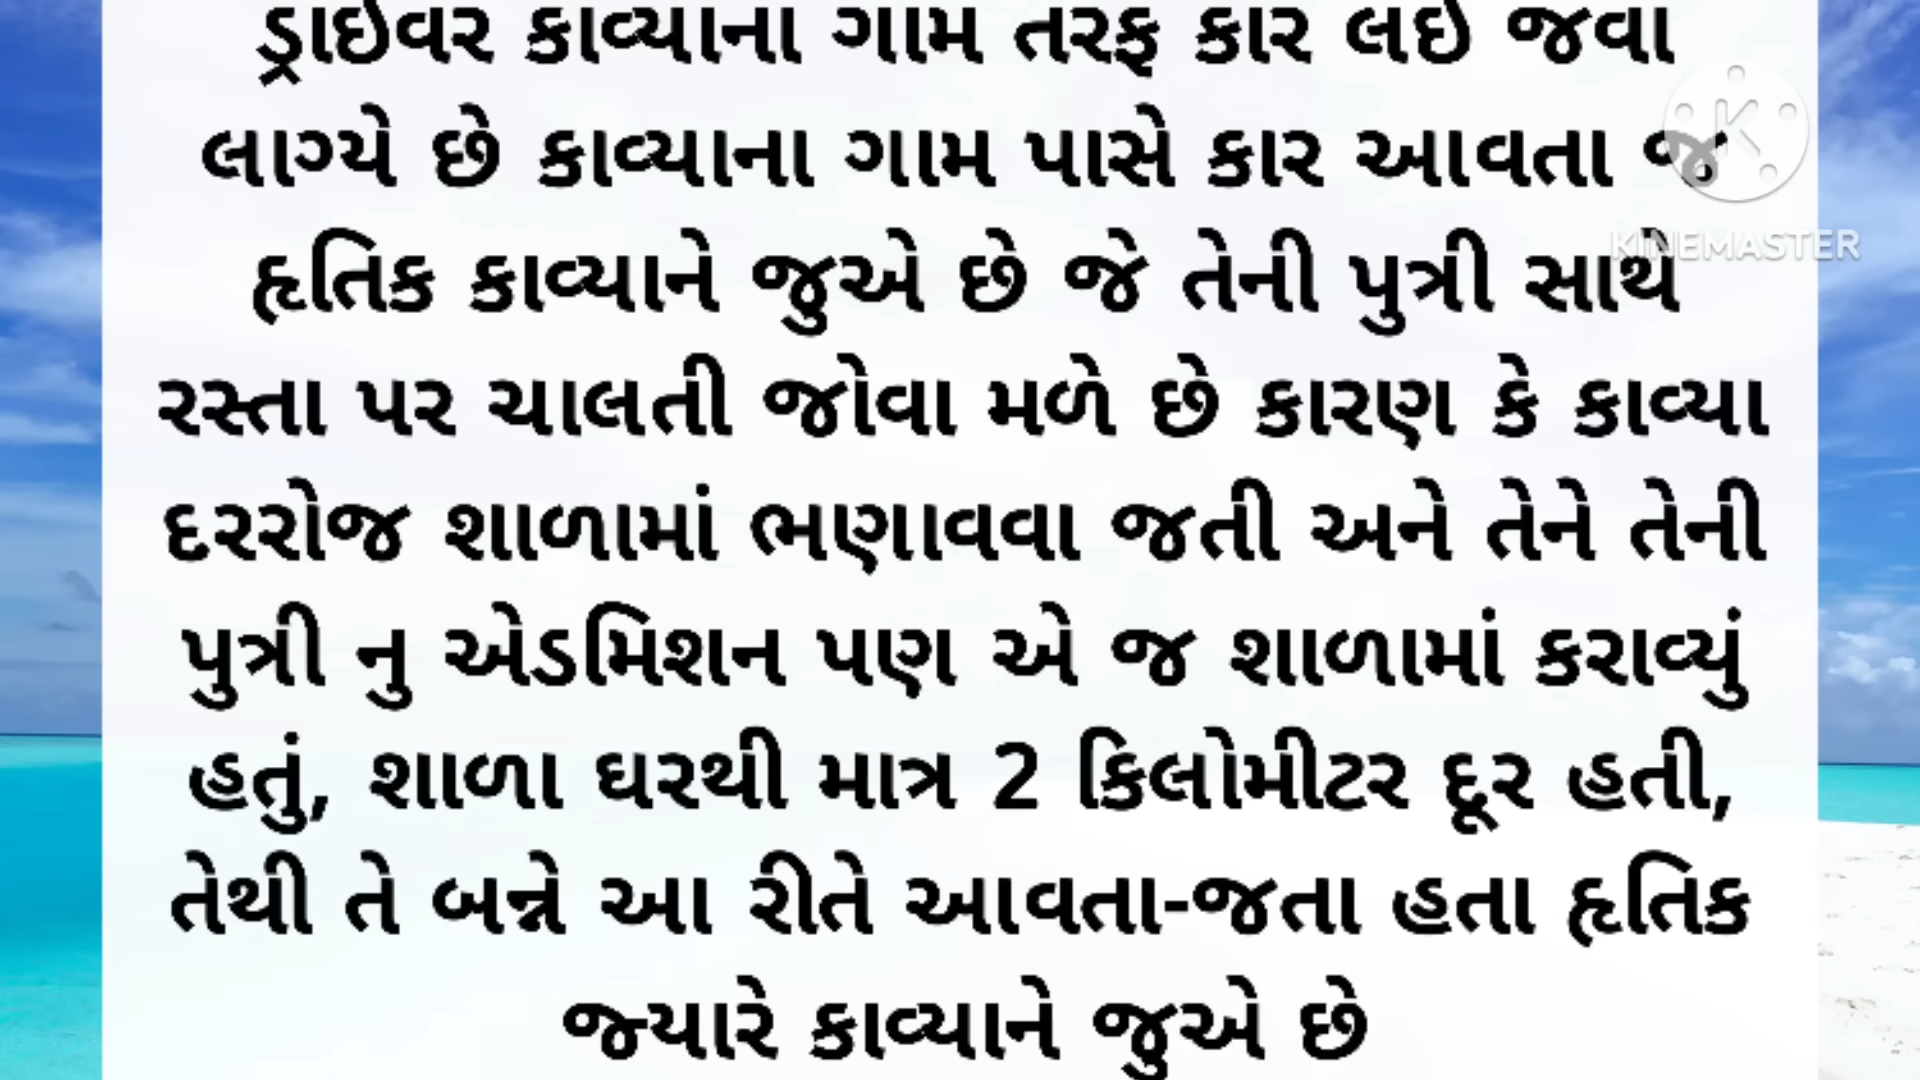 ડ્રાઇવર કાવ્યાના ગામ તરફ કાર લઇ જવા
લાગ્યે છે કાવ્યાના ગામ પાસે કાર આવતા જ
હૃતિક કાવ્યાને જુએ છે જે તેની પુત્રી સાથે
રસ્તા પર ચાલતી જોવા મળે છે કારણ કે કાવ્યા
દરરોજ શાળામાં ભણાવવા જતી અને તેને તેની
પુત્રી નુ એડમિશન પણ એ જ શાળામાં કરાવ્યું
હતું, શાળા ઘરથી માત્ર 2 કિલોમીટર દૂર હતી,
તેથી તે બન્ને આ રીતે આવતા-જતા હતા હૃતિક
જ્યારે કાવ્યાને જુએ છે
K
KINEMASTER